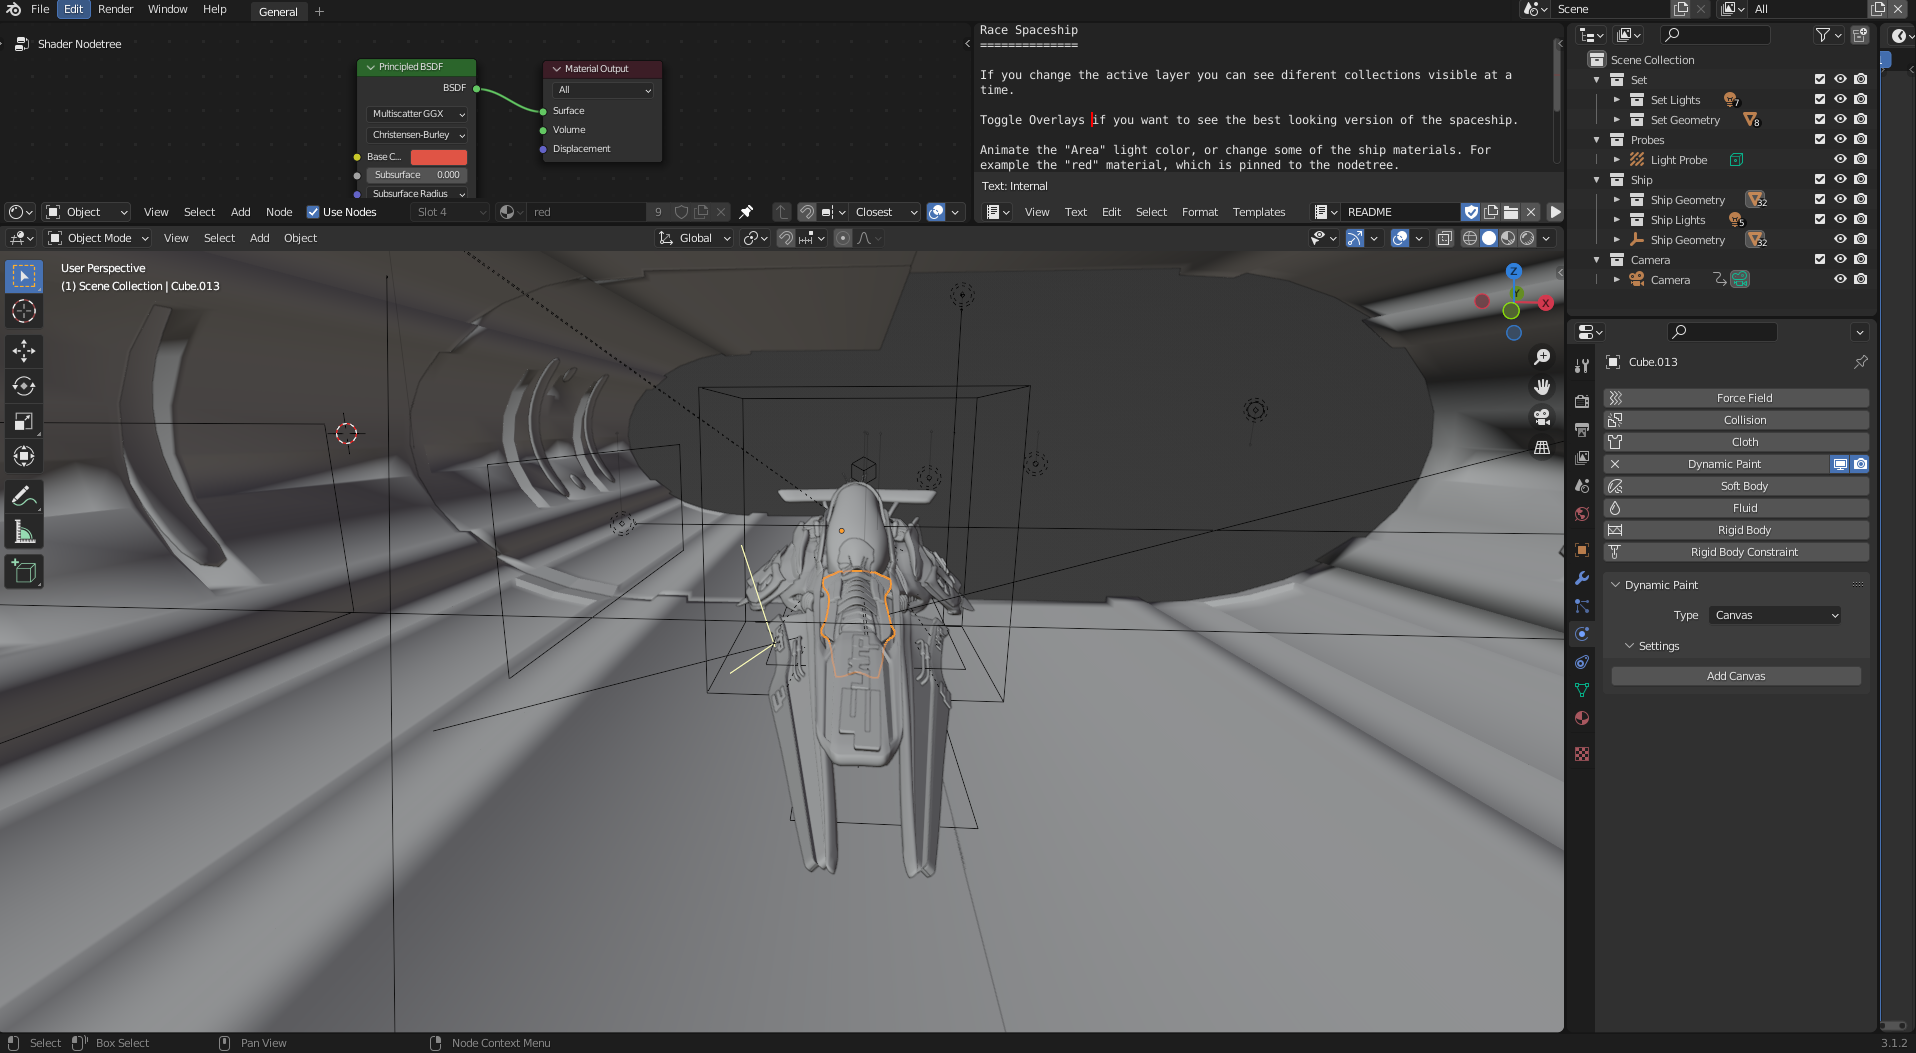 File Edit Render Window Help General
Scene
All
Shader Nodetree
Principled BSDF
BSDF
Multiscatter GGX
Christensen-Burley
Base C...
Subsurface 0.000
Subsurface Radius
Material Output
All
Surface
Volume
Displacement
Object View Select Add Node Use Nodes Slot 4 red 9 Closest
Race Spaceship
==============
If you change the active layer you can see diferent collections visible at a
time.
Toggle Overlays if you want to see the best looking version of the spaceship.
Animate the "Area" light color, or change some of the ship materials. For
example the "red" material, which is pinned to the nodetree.
Text: Internal
View Text Edit Select Format Templates README
Object Mode View Select Add Object Global
User Perspective
(1) Scene Collection | Cube.013
Z
Y
X
Scene Collection
Set
Set Lights 7
Set Geometry 8
Probes
Light Probe
Ship
Ship Geometry 32
Ship Lights 5
Ship Geometry 32
Camera
Camera
Cube.013
Force Field
Collision
Cloth
Dynamic Paint
Soft Body
Fluid
Rigid Body
Rigid Body Constraint
Dynamic Paint
Type Canvas
Settings
Add Canvas
Select Box Select Pan View Node Context Menu 3.1.2